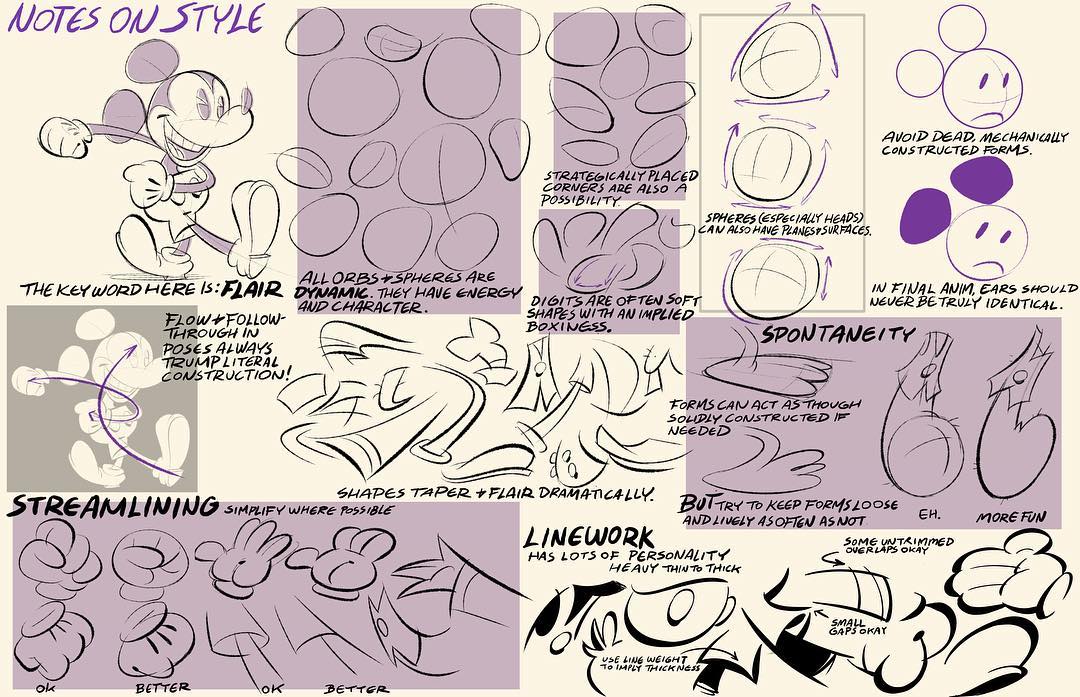 NOTES ON STYLE
THE KEY WORD HERE IS: FLAIR
ALL ORBS + SPHERES ARE
DYNAMIC. THEY HAVE ENERGY
AND CHARACTER.
STRATEGICALLY PLACED
CORNERS ARE ALSO A
POSSIBILITY.
DIGITS ARE OFTEN SOFT
SHAPES WITH AN IMPLIED
BOXINESS.
SPHERES (ESPECIALLY HEADS)
CAN ALSO HAVE PLANES + SURFACES.
AVOID DEAD, MECHANICALLY
CONSTRUCTED FORMS.
IN FINAL ANIM, EARS SHOULD
NEVER BE TRULY IDENTICAL.
FLOW + FOLLOW-
THROUGH IN
POSES ALWAYS
TRUMP LITERAL
CONSTRUCTION!
SHAPES TAPER + FLAIR DRAMATICALLY.
SPONTANEITY
FORMS CAN ACT AS THOUGH
SOLIDLY CONSTRUCTED IF
NEEDED
BUT TRY TO KEEP FORMS LOOSE
AND LIVELY AS OFTEN AS NOT
EH.
MORE FUN
STREAMLINING SIMPLIFY WHERE POSSIBLE
OK
BETTER
OK
BETTER
LINEWORK
HAS LOTS OF PERSONALITY
HEAVY THIN TO THICK
SOME UNTRIMMED
OVERLAPS OKAY
SMALL
GAPS OKAY
USE LINE WEIGHT
TO IMPLY THICKNESS